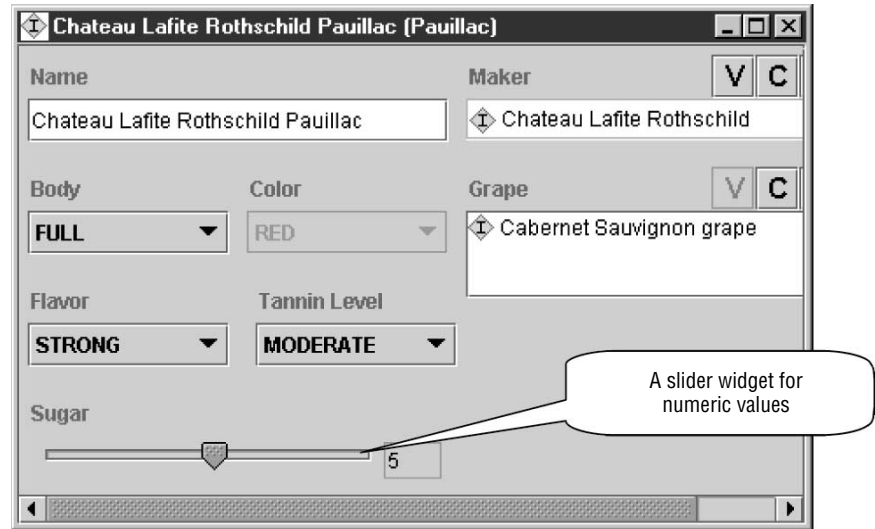 Chateau Lafite Rothschild Pauillac (Pauillac)
Name
Maker
V C
Chateau Lafite Rothschild Pauillac
I Chateau Lafite Rothschild
Body
Color
Grape
V C
FULL
RED
I Cabernet Sauvignon grape
Flavor
Tannin Level
STRONG
MODERATE
A slider widget for
numeric values
Sugar
5